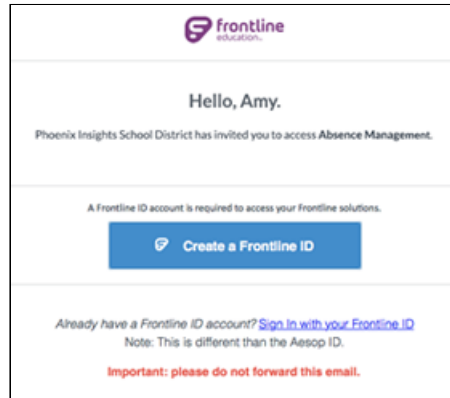 frontline
education™
Hello, Amy.
Phoenix Insights School District has invited you to access Absence Management.
A Frontline ID account is required to access your Frontline solutions.
Create a Frontline ID
Already have a Frontline ID account? Sign In with your Frontline ID
Note: This is different than the Aesop ID.
Important: please do not forward this email.